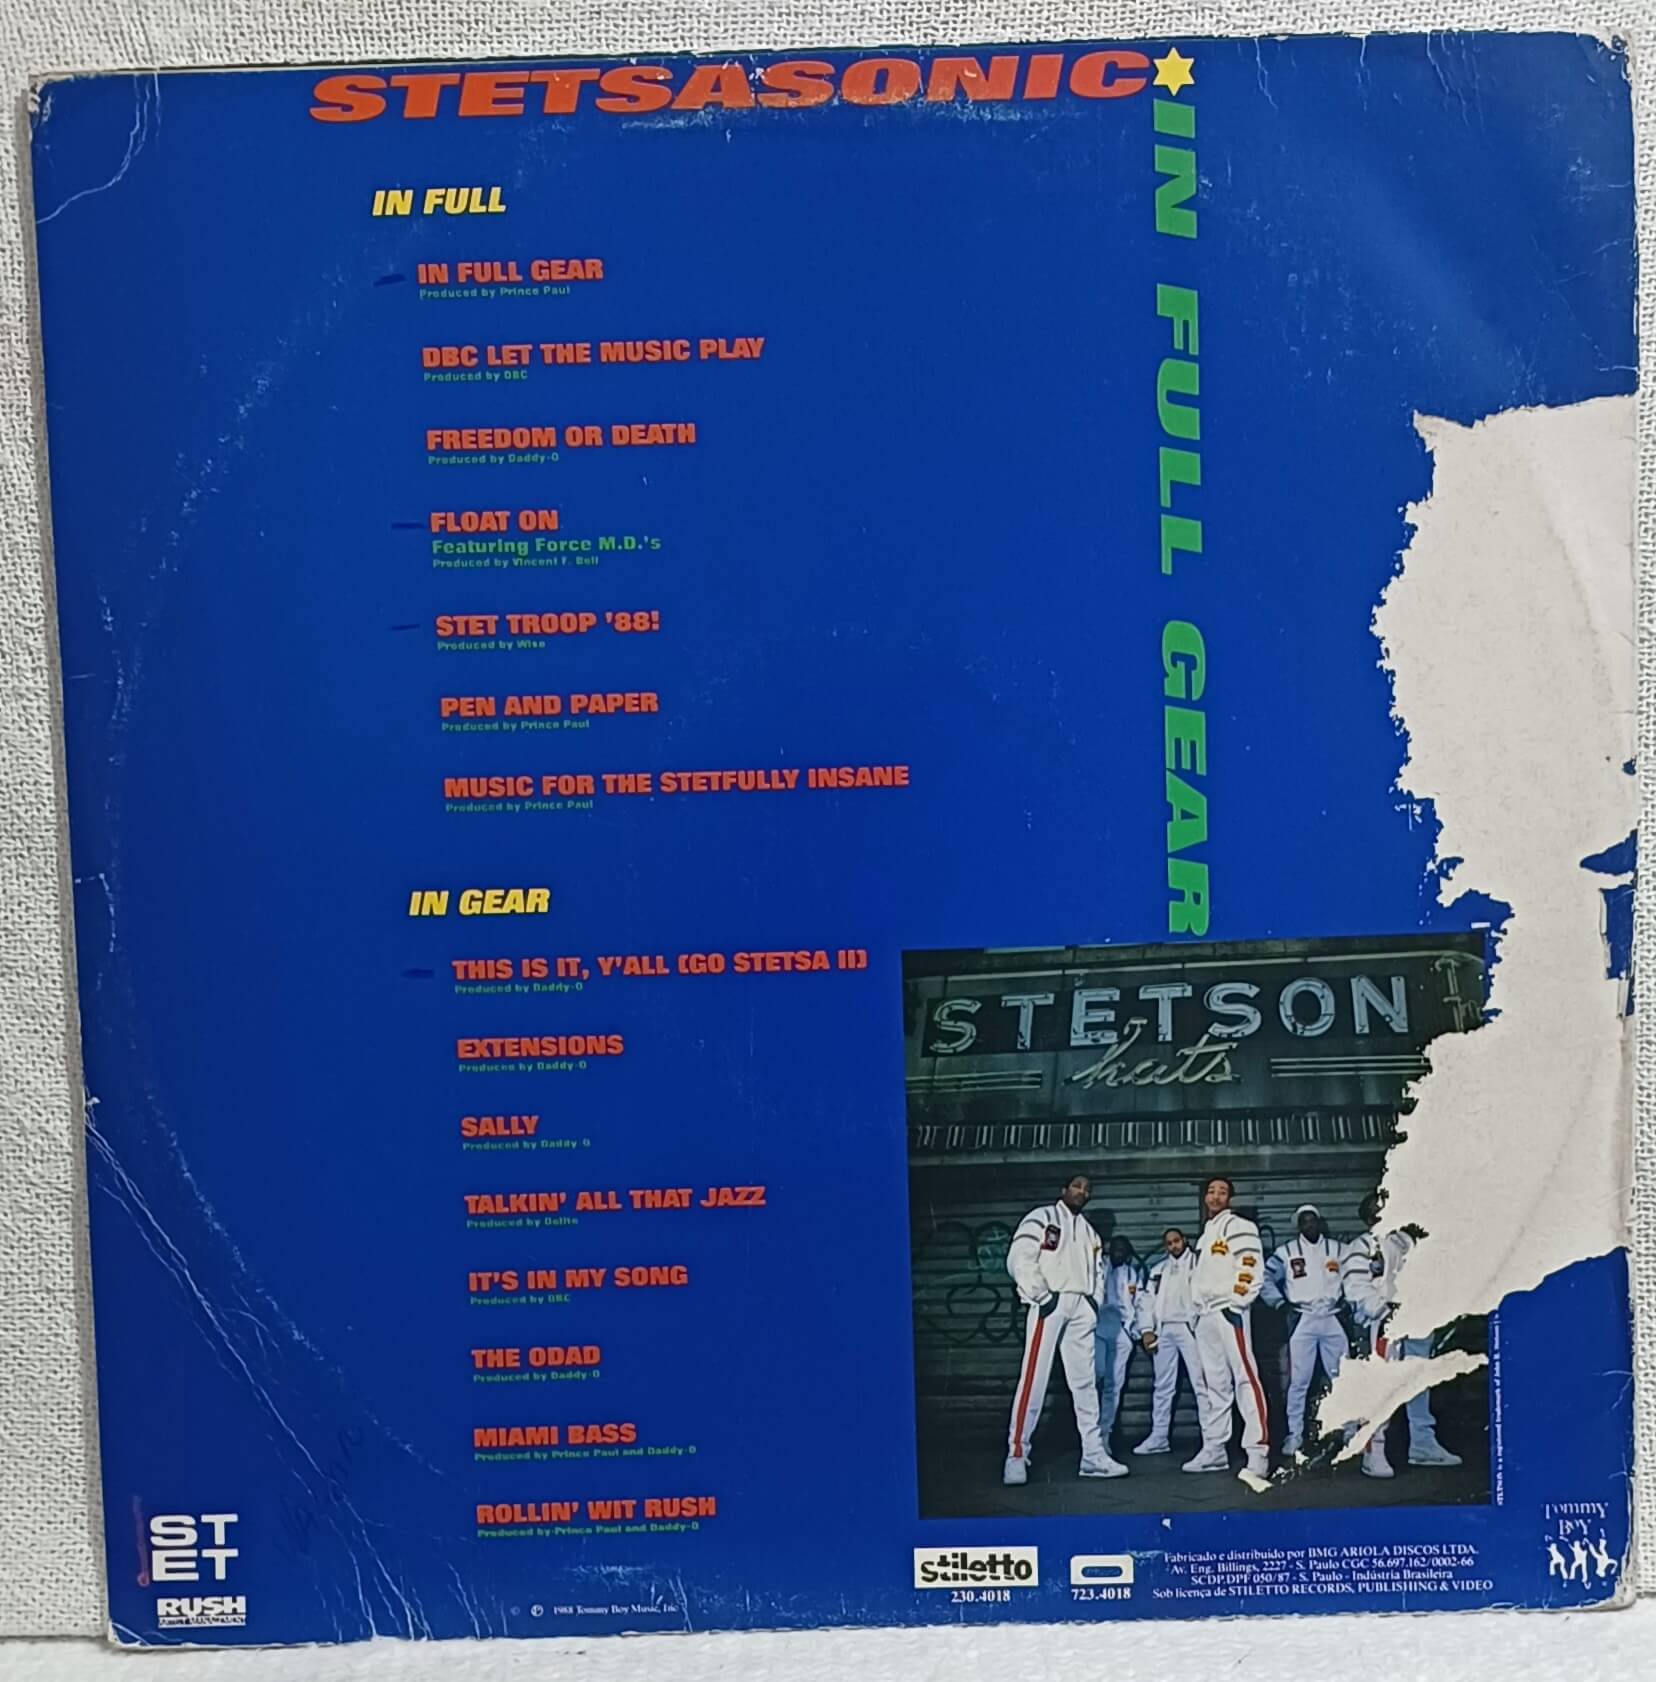 STETSASONIC
IN FULL GEAR
IN FULL
IN FULL GEAR
Produced by Prince Paul
DBC LET THE MUSIC PLAY
Produced by DBC
FREEDOM OR DEATH
Produced by Daddy-O
FLOAT ON
Featuring Force M.D.'s
Produced by Vincent F. Bell
STET TROOP '88!
Produced by Wise
PEN AND PAPER
Produced by Prince Paul
MUSIC FOR THE STETFULLY INSANE
Produced by Prince Paul
IN GEAR
THIS IS IT, Y'ALL (GO STETSA II)
Produced by Daddy-O
EXTENSIONS
Produced by Daddy-O
SALLY
Produced by Daddy-O
TALKIN' ALL THAT JAZZ
Produced by
IT'S IN MY SONG
Produced by DBC
THE ODAD
Produced by Daddy-O
MIAMI BASS
Produced by Prince Paul and Daddy-O
ROLLIN' WIT RUSH
Produced by Prince Paul and Daddy-O
STETSON
hats
STETSON is a registered trademark of John B. Stetson
ST
ET
RUSH
© ℗ 1988 Tommy Boy Music, Inc
stiletto
230.4018
723.4018
Fabricado e distribuido por BMG ARIOLA DISCOS LTDA.
Av. Eng. Billings, 2227 - S. Paulo CGC 56.697.162/0002-66
SCDP.DPF 050/87 - S. Paulo - Indústria Brasileira
Sob licença de STILETTO RECORDS, PUBLISHING & VIDEO
Tommy
BOY